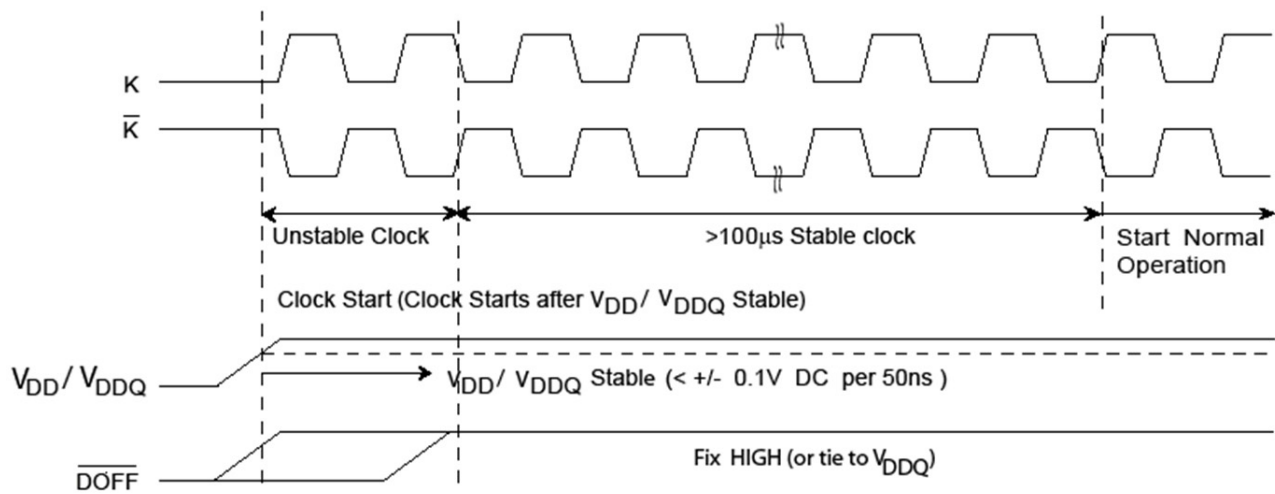 K
K̅
Unstable Clock
>100μs Stable clock
Start Normal
Operation
Clock Start (Clock Starts after VDD/ VDDQ Stable)
VDD/ VDDQ
VDD/ VDDQ Stable (< +/- 0.1V DC per 50ns )
D̅O̅F̅F̅
Fix HIGH (or tie to VDDQ)